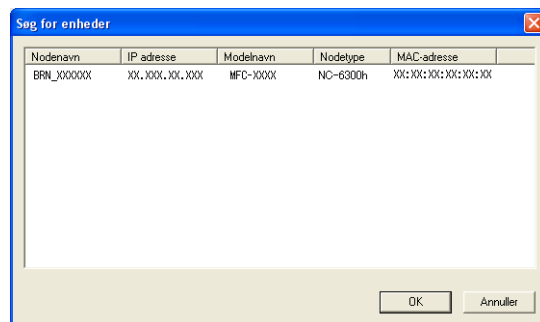 Søg for enheder
Nodenavn IP adresse Modelnavn Nodetype MAC-adresse
BRN_XXXXXX XX.XXX.XX.XXX MFC-XXXX NC-6300h XX:XX:XX:XX:XX:XX
OK Annuller